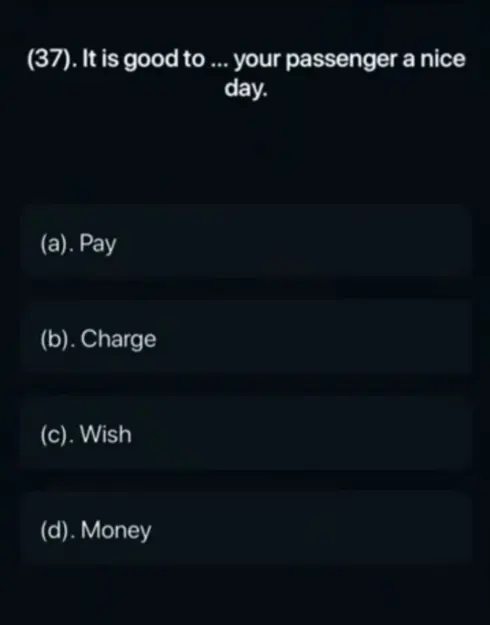 (37). It is good to ... your passenger a nice
day.
(a). Pay
(b). Charge
(c). Wish
(d). Money